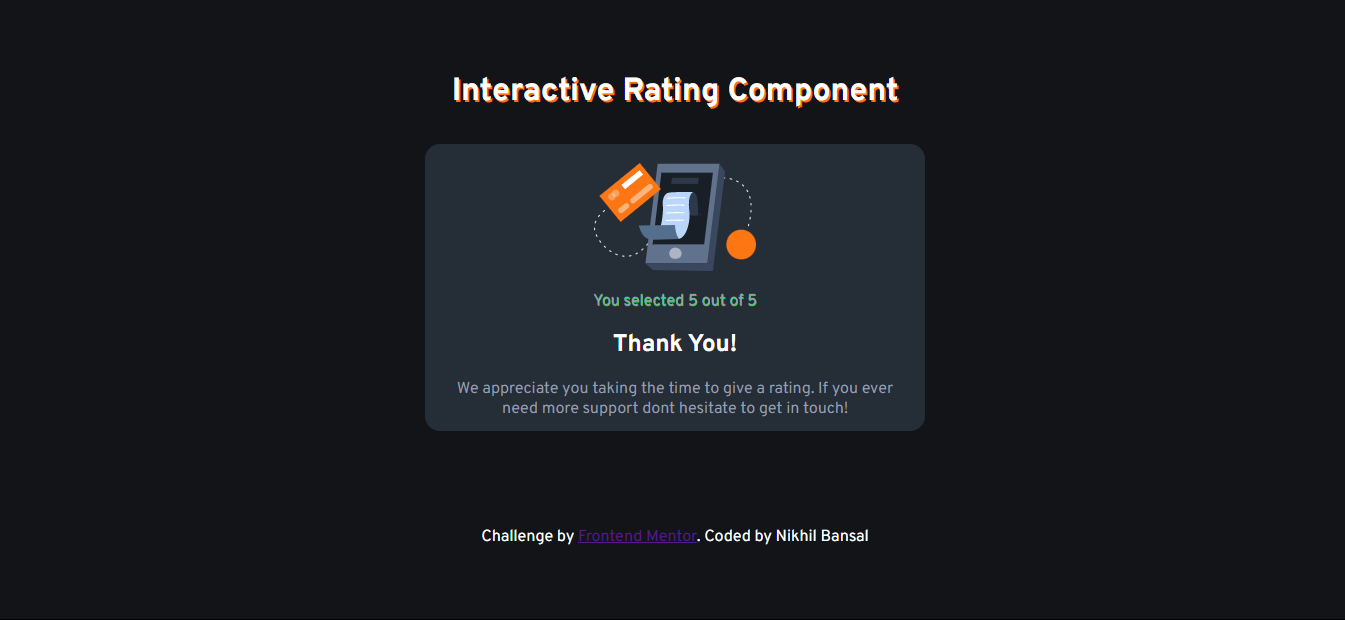 Interactive Rating Component
You selected 5 out of 5
Thank You!
We appreciate you taking the time to give a rating. If you ever
need more support dont hesitate to get in touch!
Challenge by Frontend Mentor. Coded by Nikhil Bansal